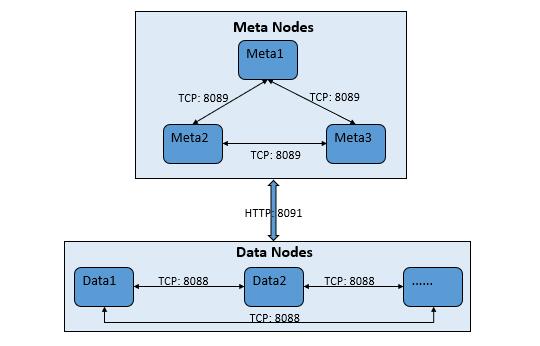 Meta Nodes
Meta1
TCP: 8089
TCP: 8089
Meta2
Meta3
TCP: 8089
HTTP: 8091
Data Nodes
Data1
TCP: 8088
Data2
TCP: 8088
......
TCP: 8088